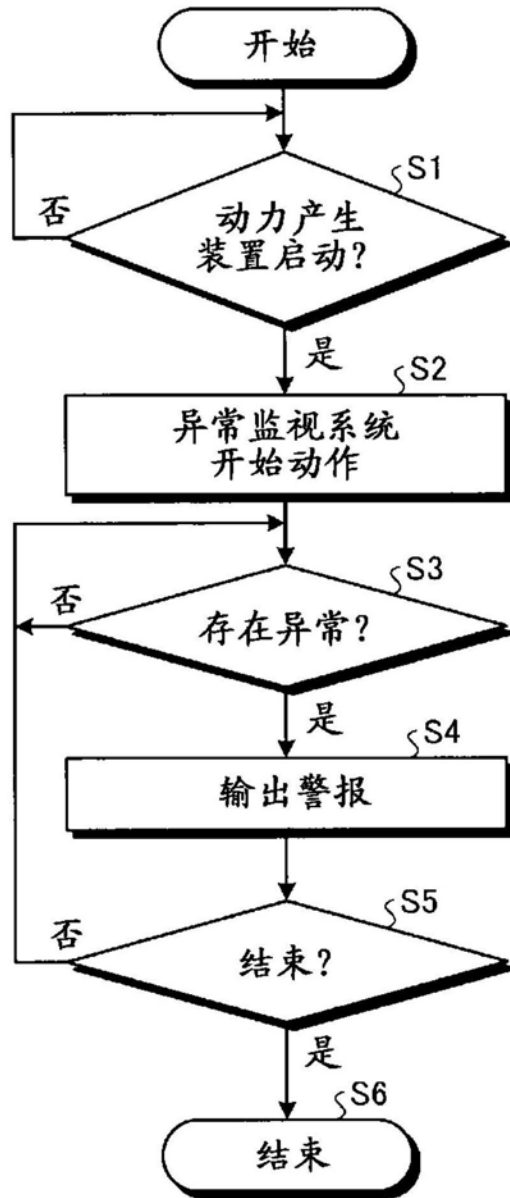 开始
S1
动力产生
装置启动?
否
是
S2
异常监视系统
开始动作
S3
存在异常?
否
是
S4
输出警报
S5
结束?
否
是
S6
结束